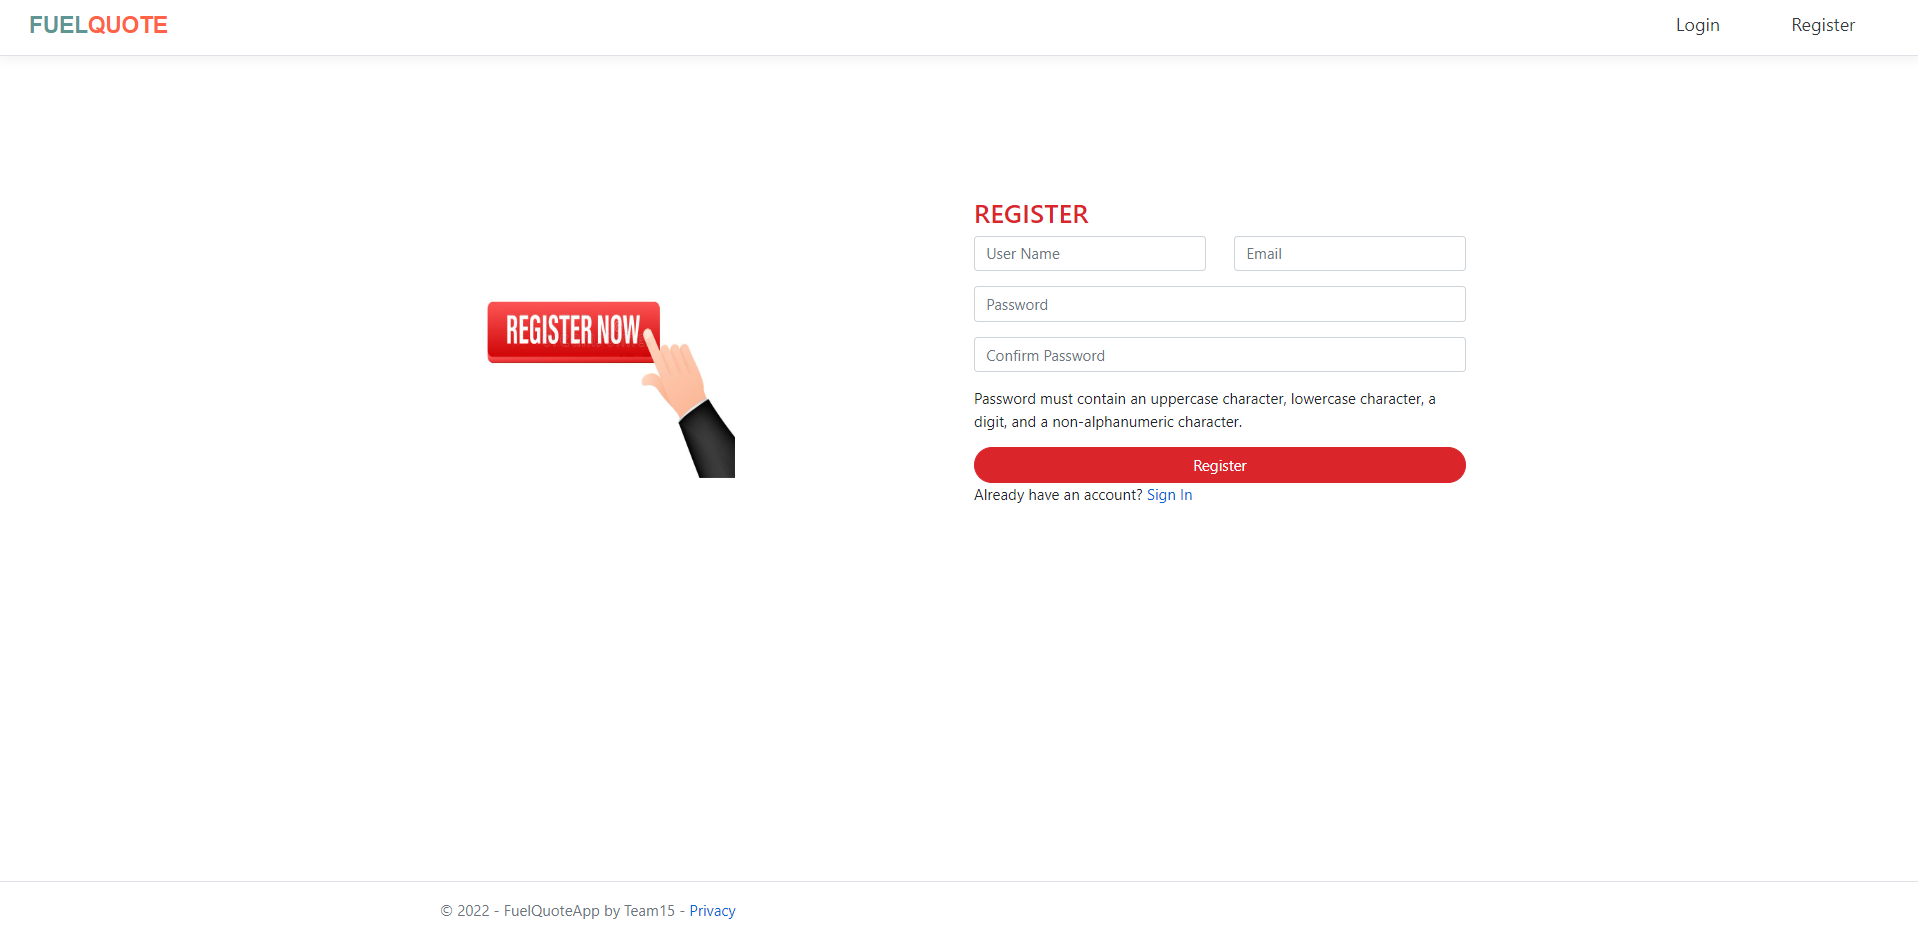 FUELQUOTE
Login
Register
REGISTER NOW
REGISTER
User Name
Email
Password
Confirm Password
Password must contain an uppercase character, lowercase character, a
digit, and a non-alphanumeric character.
Register
Already have an account? Sign In
© 2022 - FuelQuoteApp by Team15 - Privacy